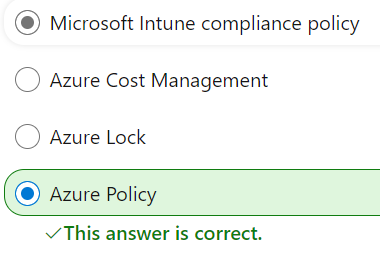 Microsoft Intune compliance policy
Azure Cost Management
Azure Lock
Azure Policy
This answer is correct.